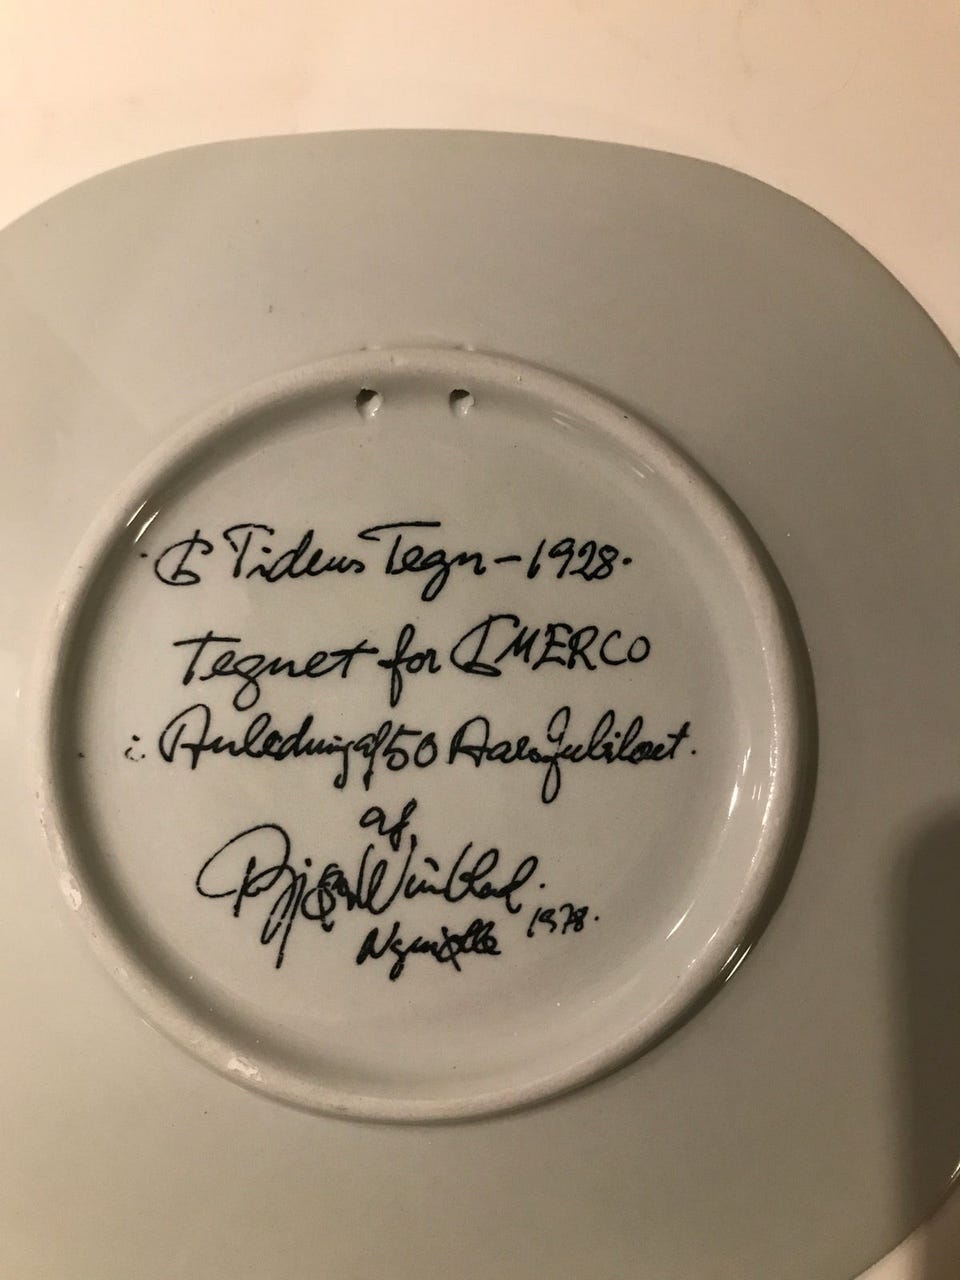 I Tidens Tegn – 1928.
Tegnet for IMERCO
i Anledning af 50 Aars Jubilæet.
af
Bjørn Wiinblad.
Nymølle 1978.